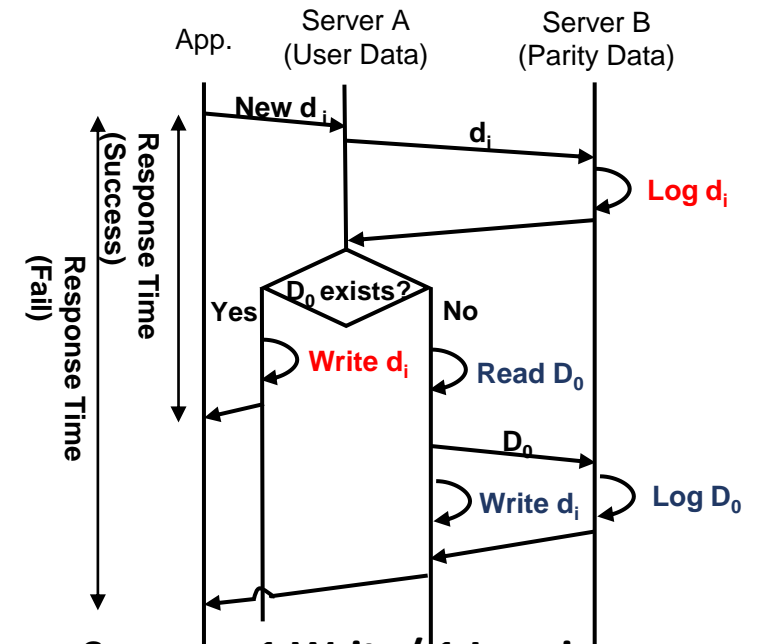 App.
Server A
(User Data)
Server B
(Parity Data)
New d i
di
Log di
Response Time
(Success)
Response Time
(Fail)
D0 exists?
Yes
No
Write di
Read D0
D0
Write di
Log D0